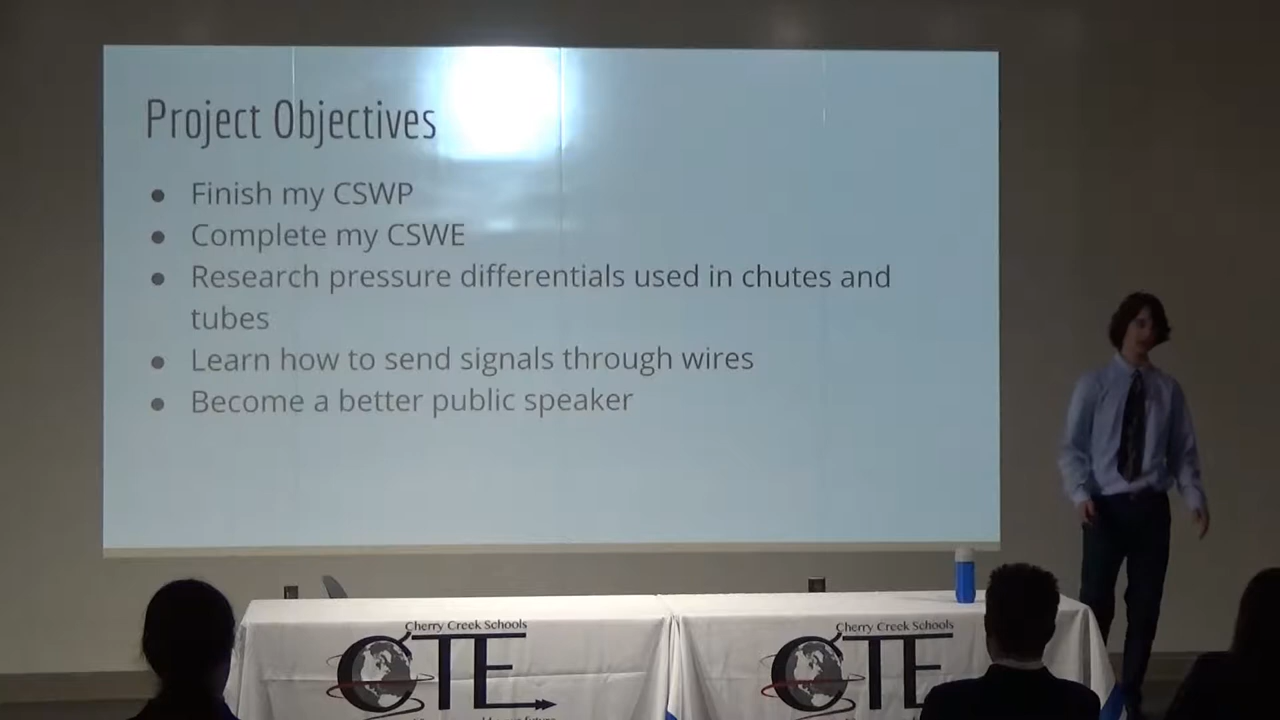 Project Objectives
● Finish my CSWP
● Complete my CSWE
● Research pressure differentials used in chutes and
tubes
● Learn how to send signals through wires
● Become a better public speaker
Cherry Creek Schools
CTE
Cherry Creek Schools
CTE